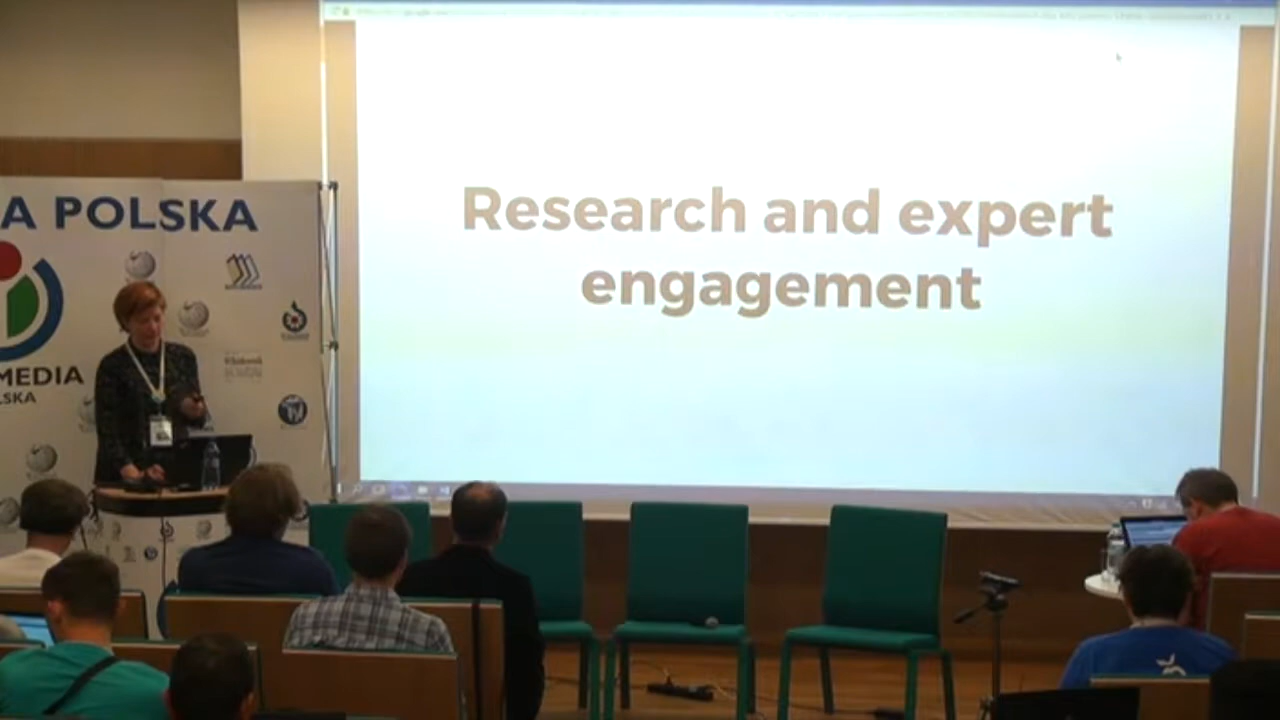 Research and expert
engagement
A POLSKA
MEDIA
LSKA